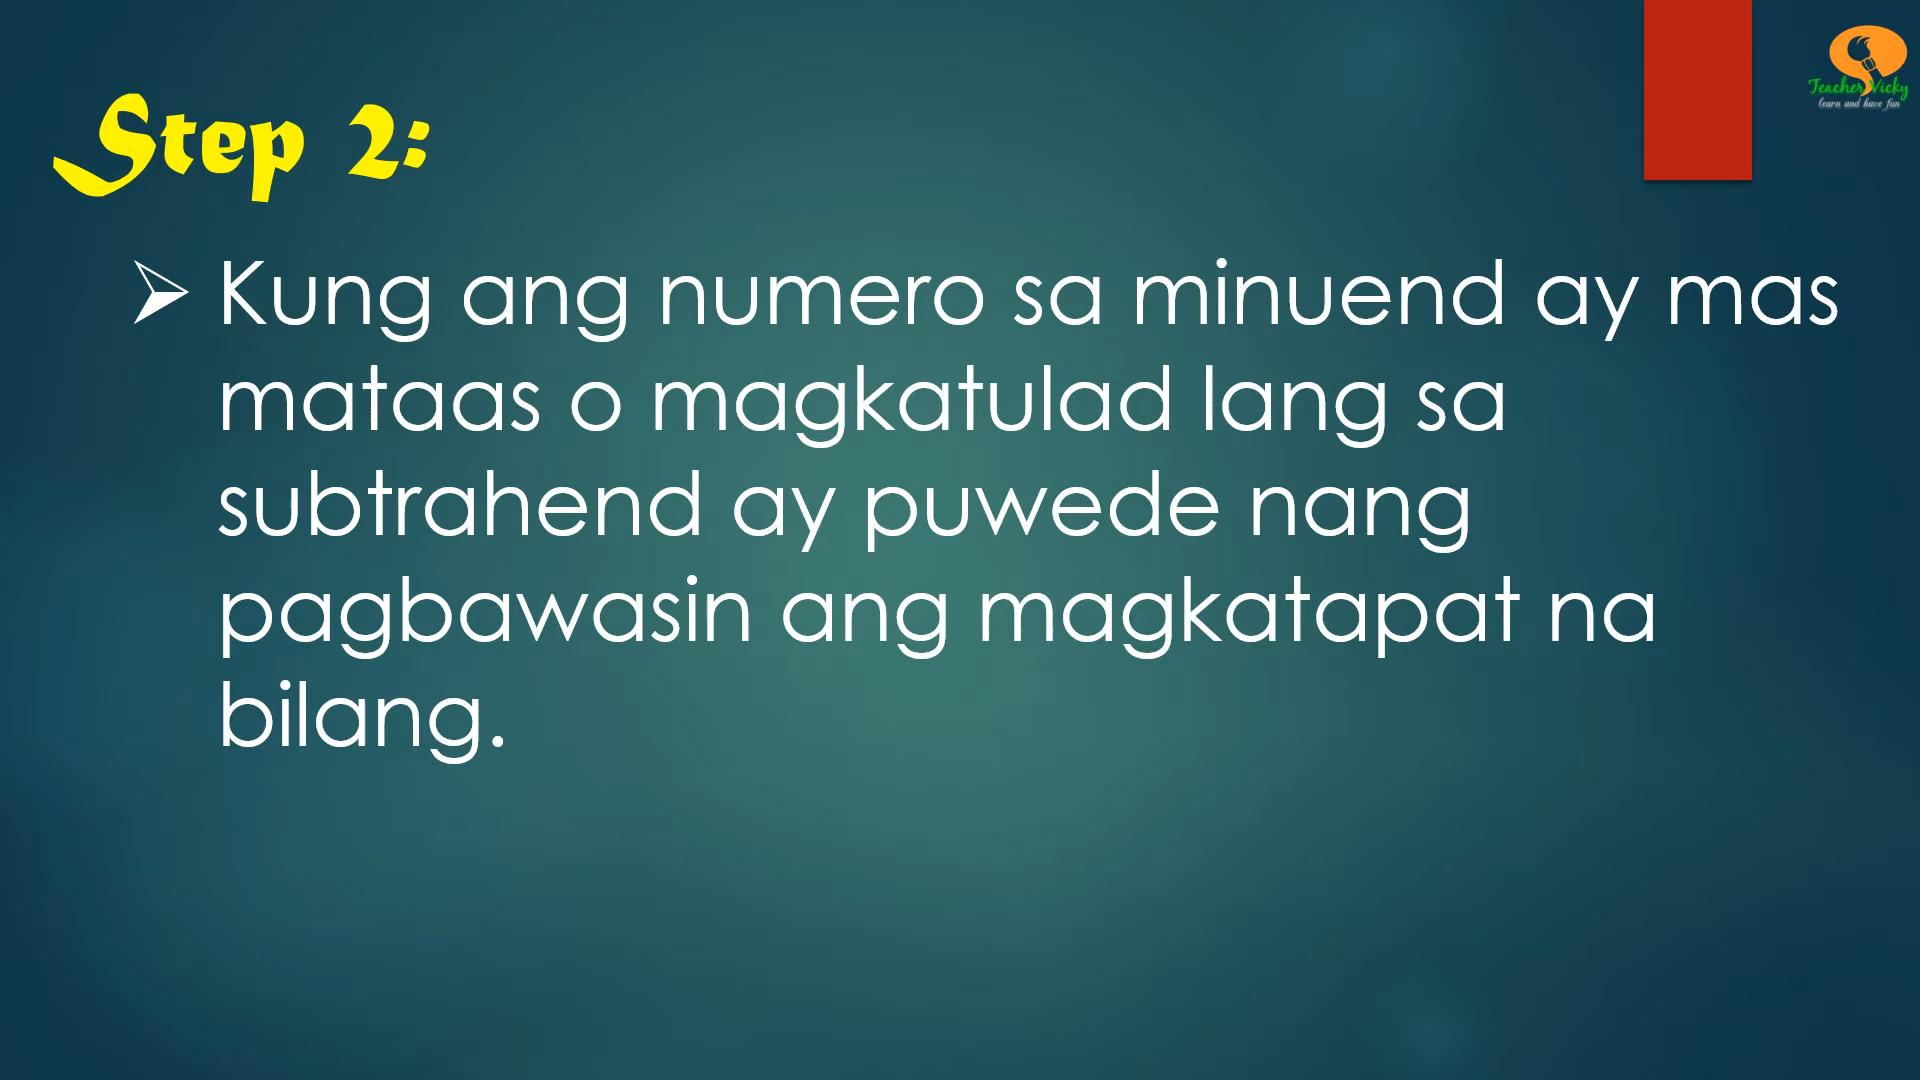 Teacher Vicky
learn and have fun
Step 2:
Kung ang numero sa minuend ay mas
mataas o magkatulad lang sa
subtrahend ay puwede nang
pagbawasin ang magkatapat na
bilang.